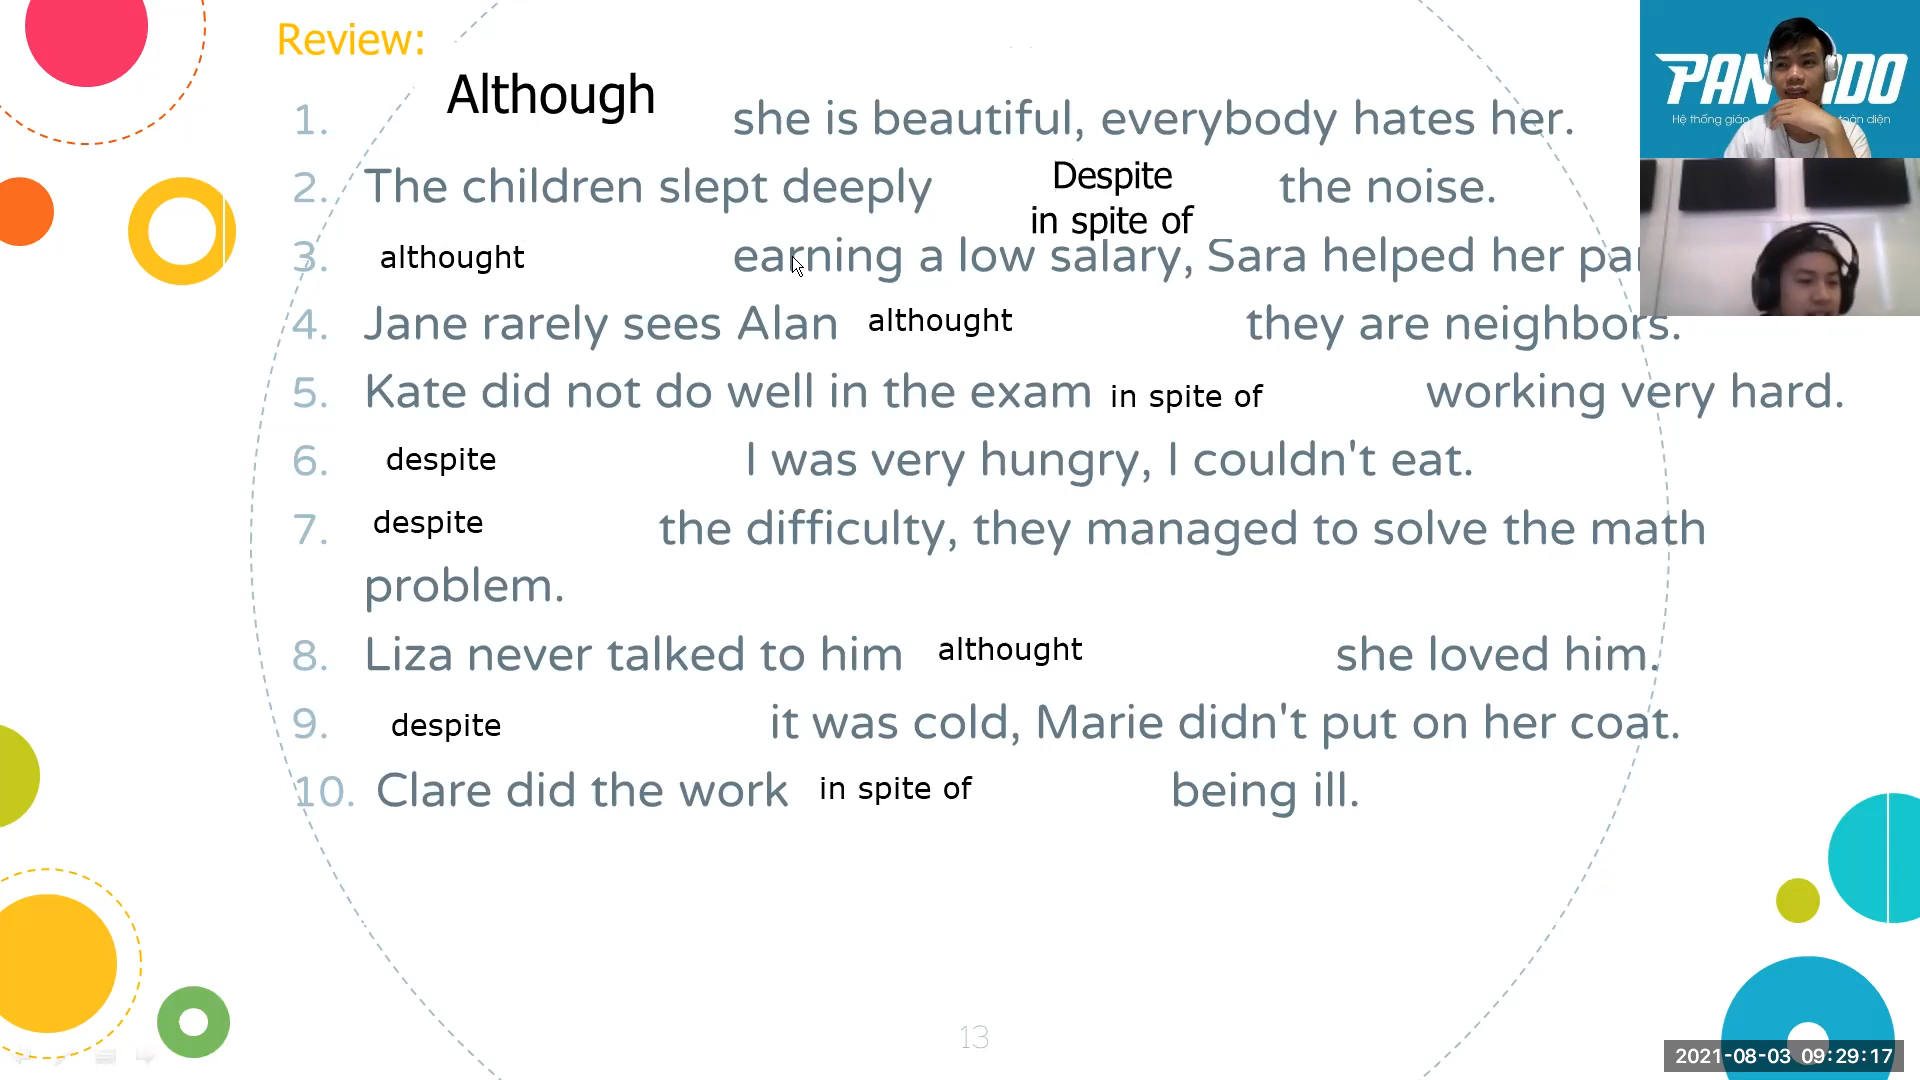 Review:
1. Although she is beautiful, everybody hates her.
2. The children slept deeply Despite in spite of the noise.
3. althought earning a low salary, Sara helped her
4. Jane rarely sees Alan althought they are neighbors.
5. Kate did not do well in the exam in spite of working very hard.
6. despite I was very hungry, I couldn't eat.
7. despite the difficulty, they managed to solve the math
problem.
8. Liza never talked to him althought she loved him.
9. despite it was cold, Marie didn't put on her coat.
10. Clare did the work in spite of being ill.
13
Hệ thống giáo toàn diện
2021-08-03 09:29:17